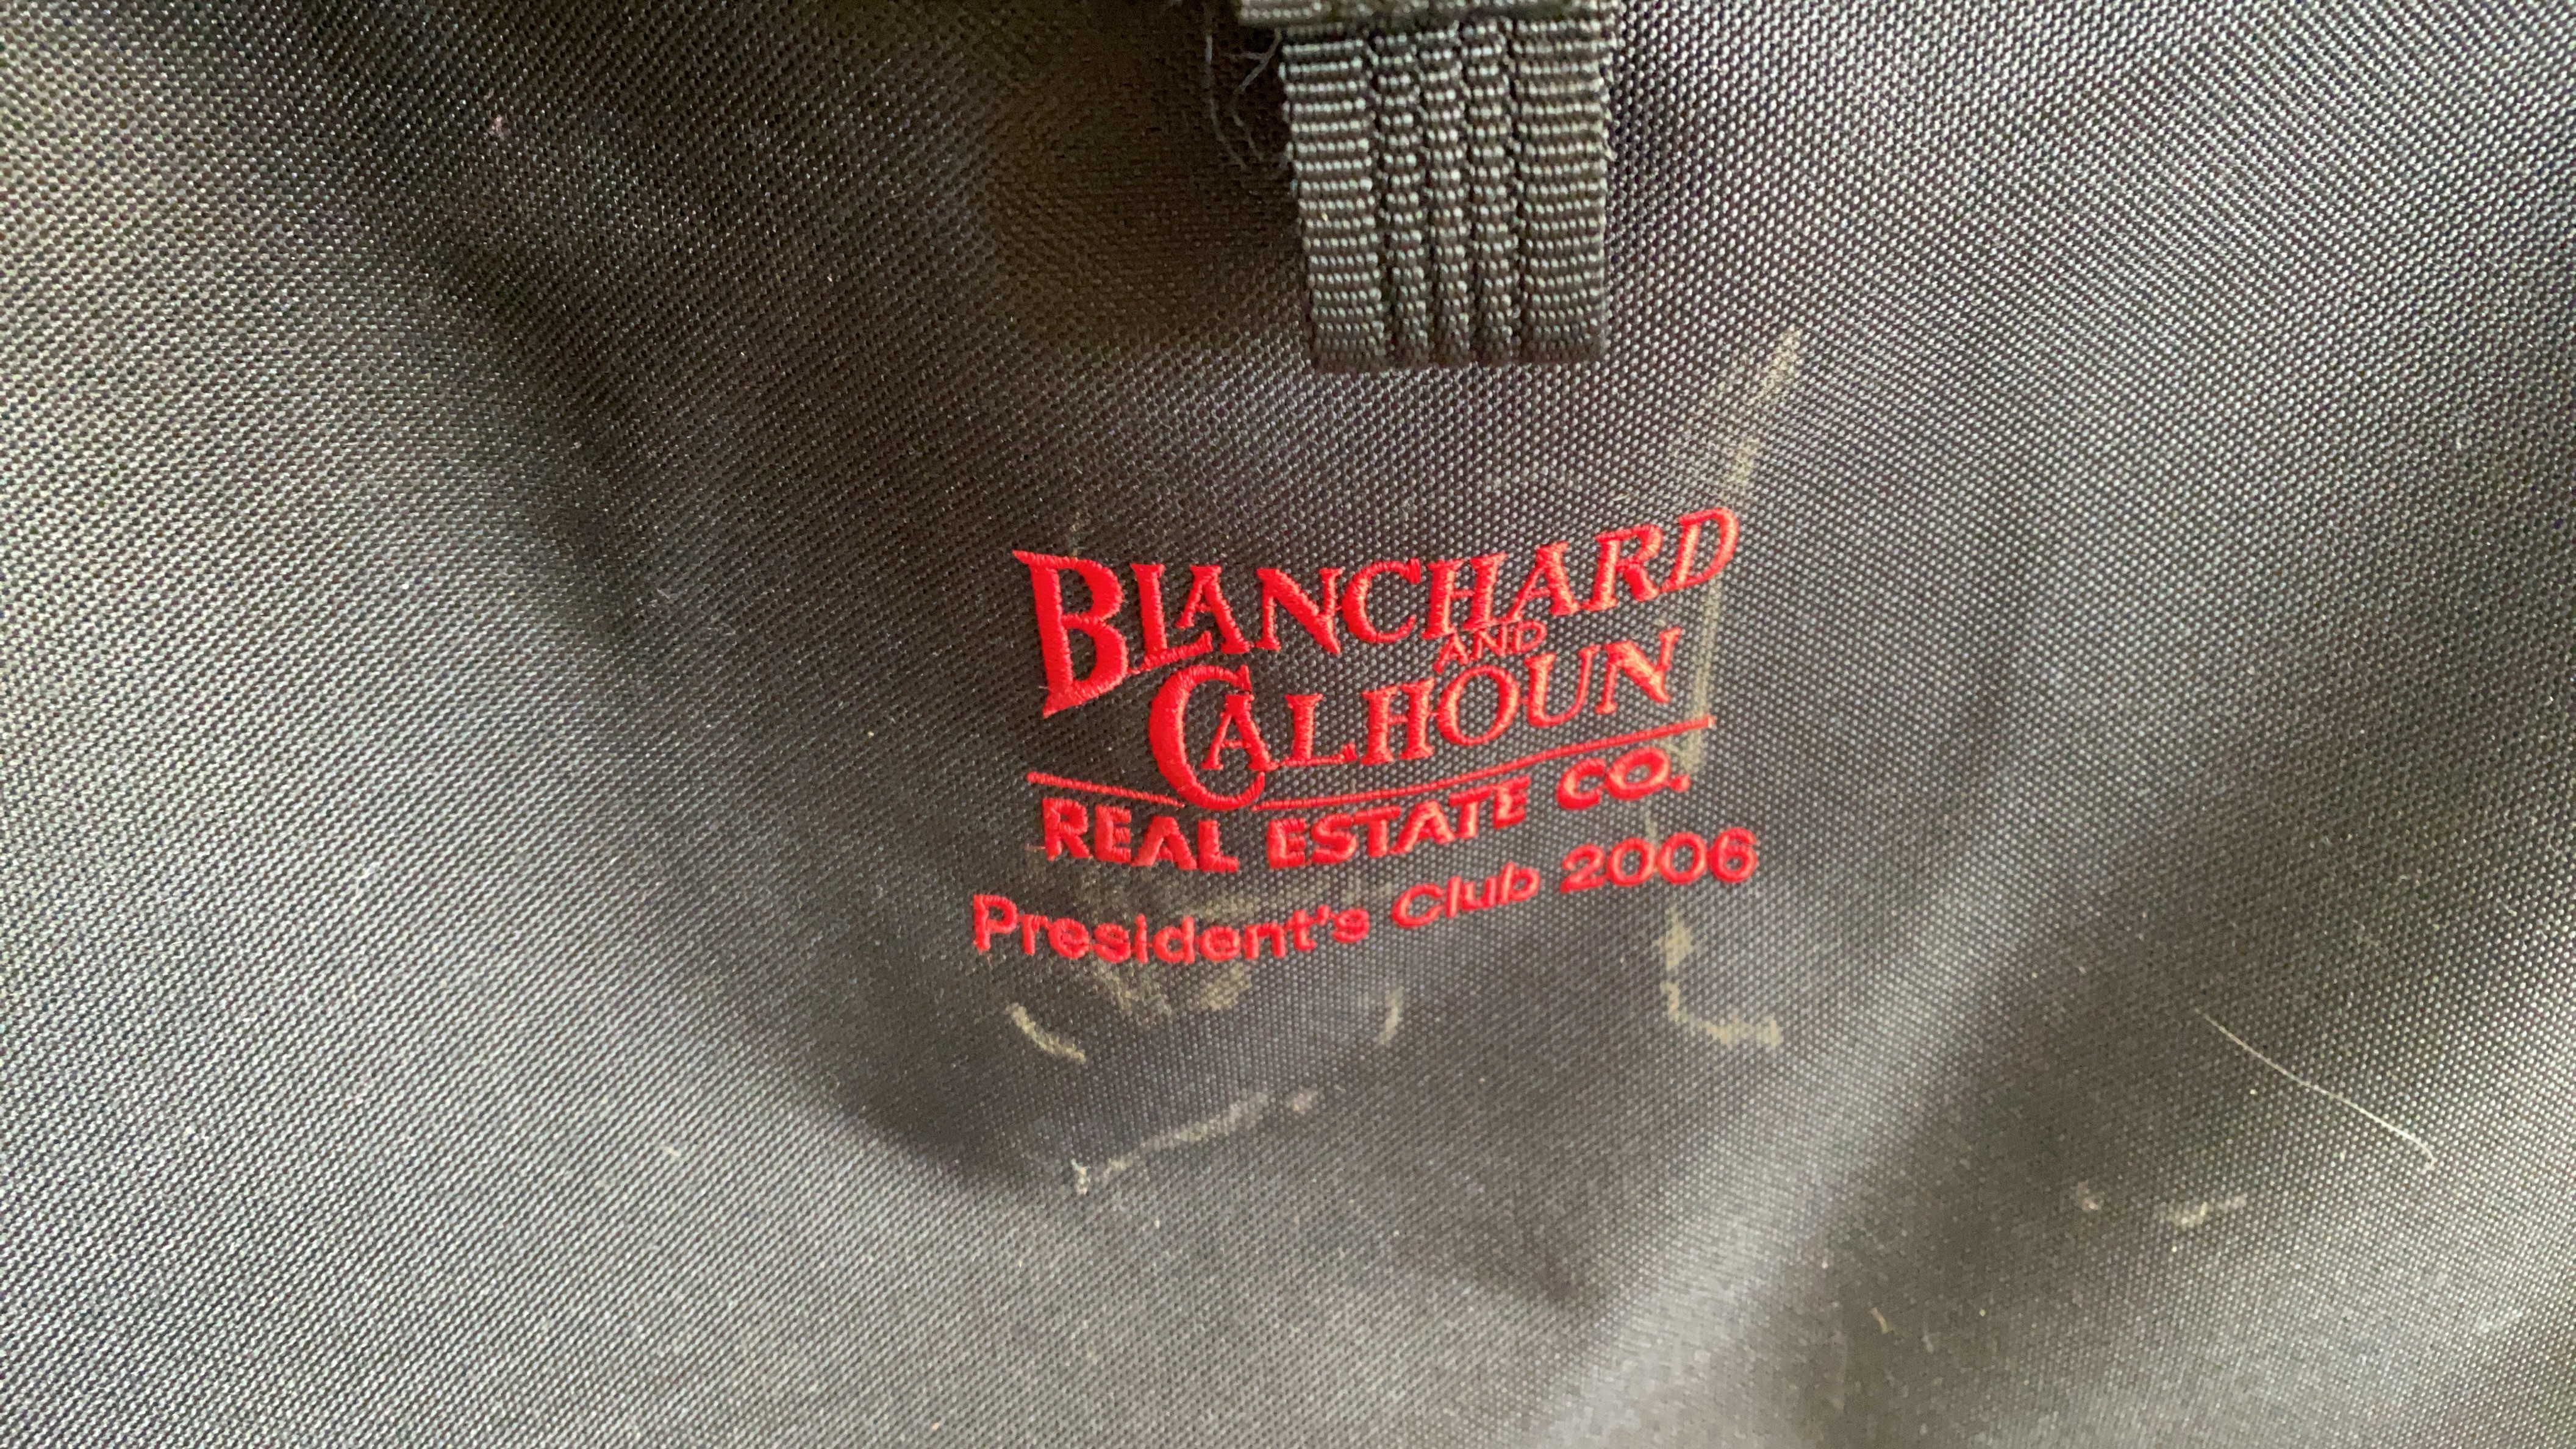 BLANCHARD
AND
CALHOUN
REAL ESTATE CO.
President's Club 2006